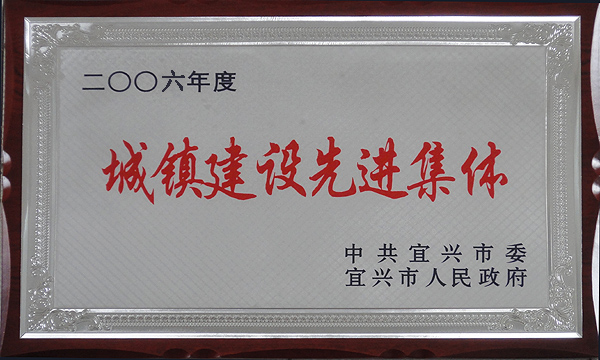 二〇〇六年度
城镇建设先进集体
中共宜兴市委
宜兴市人民政府